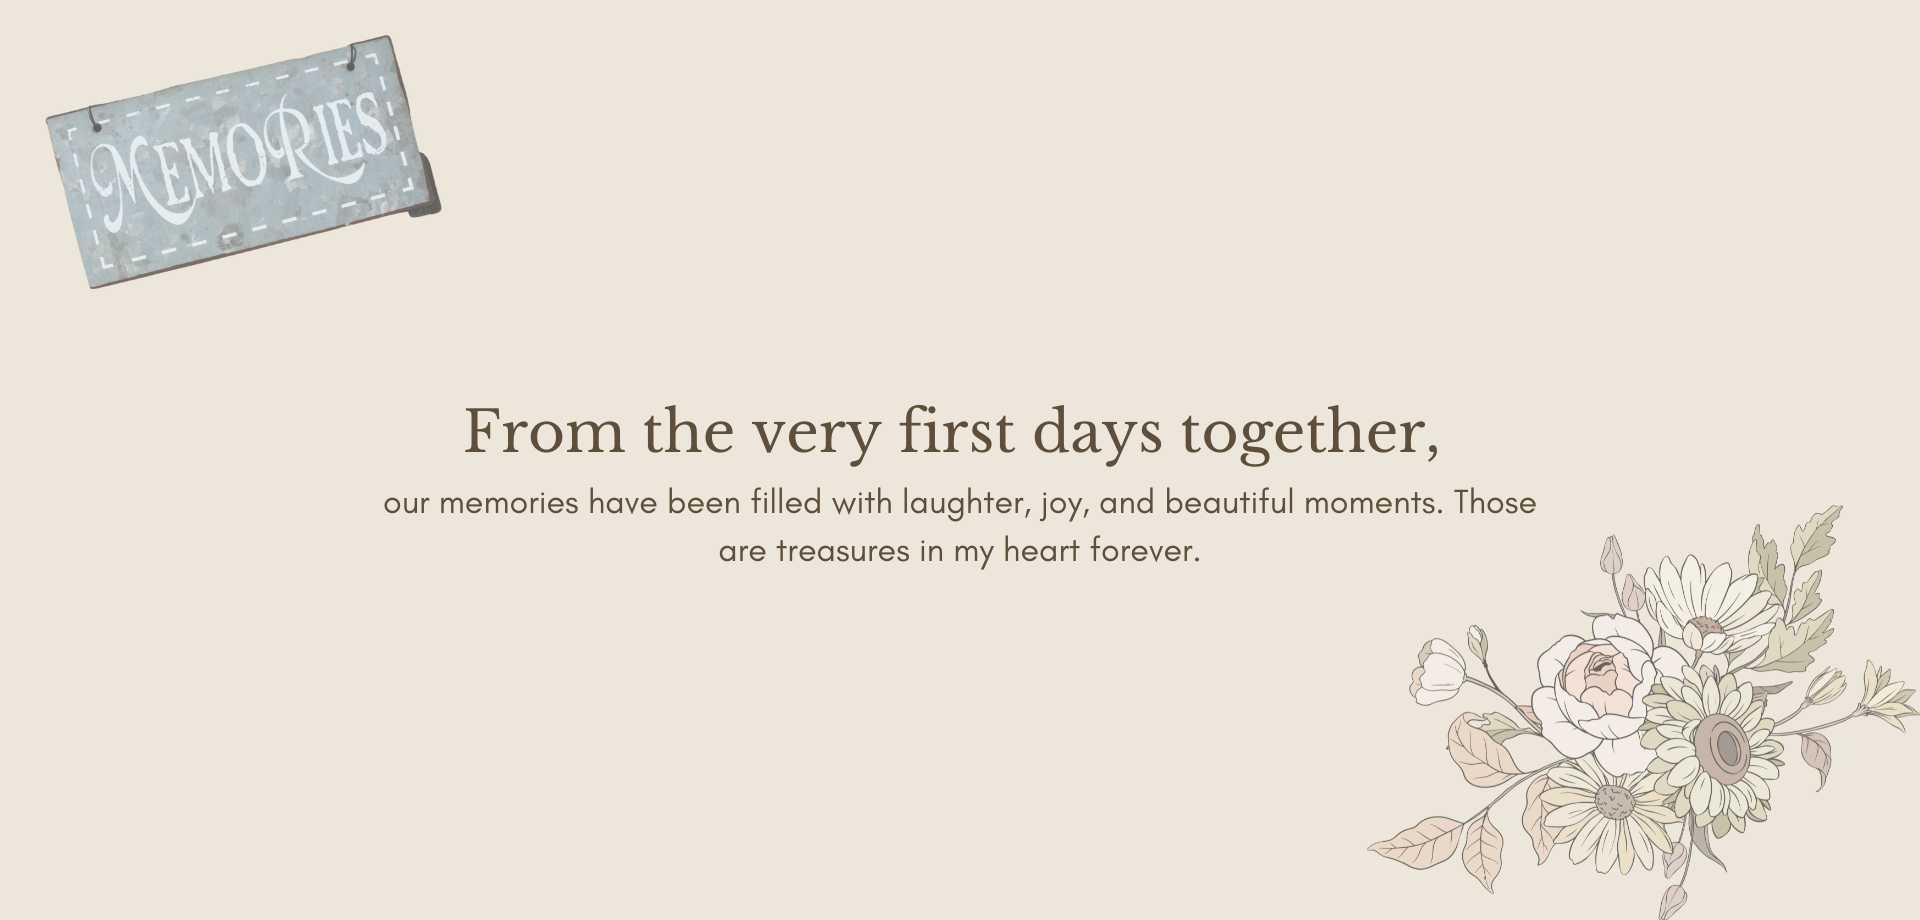 MEMORIES
From the very first days together,
our memories have been filled with laughter, joy, and beautiful moments. Those
are treasures in my heart forever.